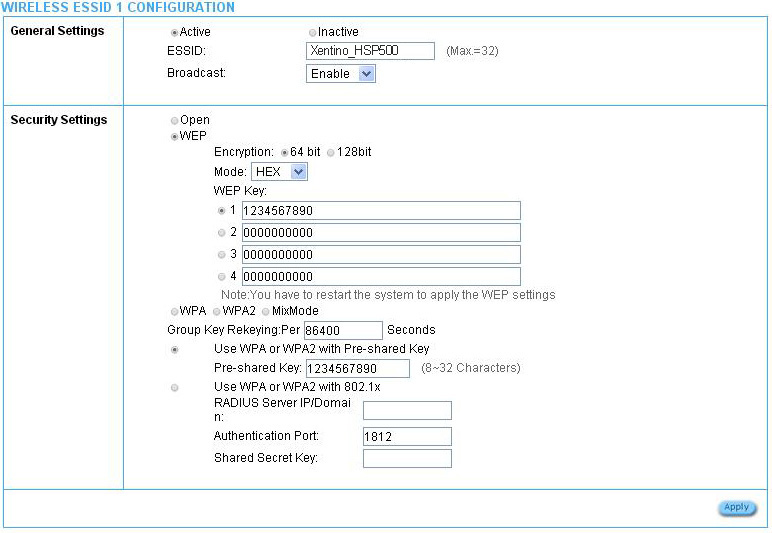 WIRELESS ESSID 1 CONFIGURATION
General Settings
Active Inactive
ESSID: Xentino_HSP500 (Max.=32)
Broadcast: Enable
Security Settings
Open
WEP
Encryption: 64 bit 128bit
Mode: HEX
WEP Key:
1 1234567890
2 0000000000
3 0000000000
4 0000000000
Note:You have to restart the system to apply the WEP settings
WPA WPA2 MixMode
Group Key Rekeying:Per 86400 Seconds
Use WPA or WPA2 with Pre-shared Key
Pre-shared Key: 1234567890 (8~32 Characters)
Use WPA or WPA2 with 802.1x
RADIUS Server IP/Domai
n:
Authentication Port: 1812
Shared Secret Key:
Apply